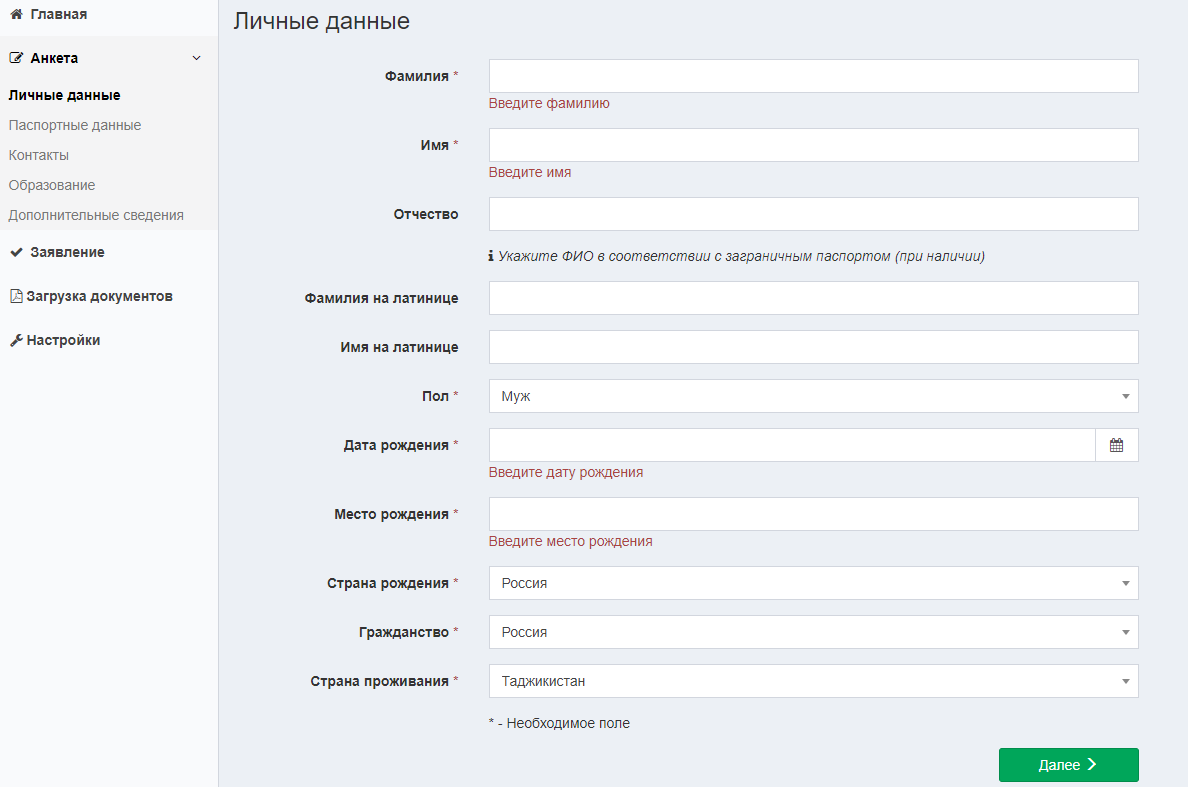 Главная
Анкета
Личные данные
Паспортные данные
Контакты
Образование
Дополнительные сведения
Заявление
Загрузка документов
Настройки
Личные данные
Фамилия *
Введите фамилию
Имя *
Введите имя
Отчество
Укажите ФИО в соответствии с заграничным паспортом (при наличии)
Фамилия на латинице
Имя на латинице
Пол * Муж
Дата рождения *
Введите дату рождения
Место рождения *
Введите место рождения
Страна рождения * Россия
Гражданство * Россия
Страна проживания * Таджикистан
* - Необходимое поле
Далее